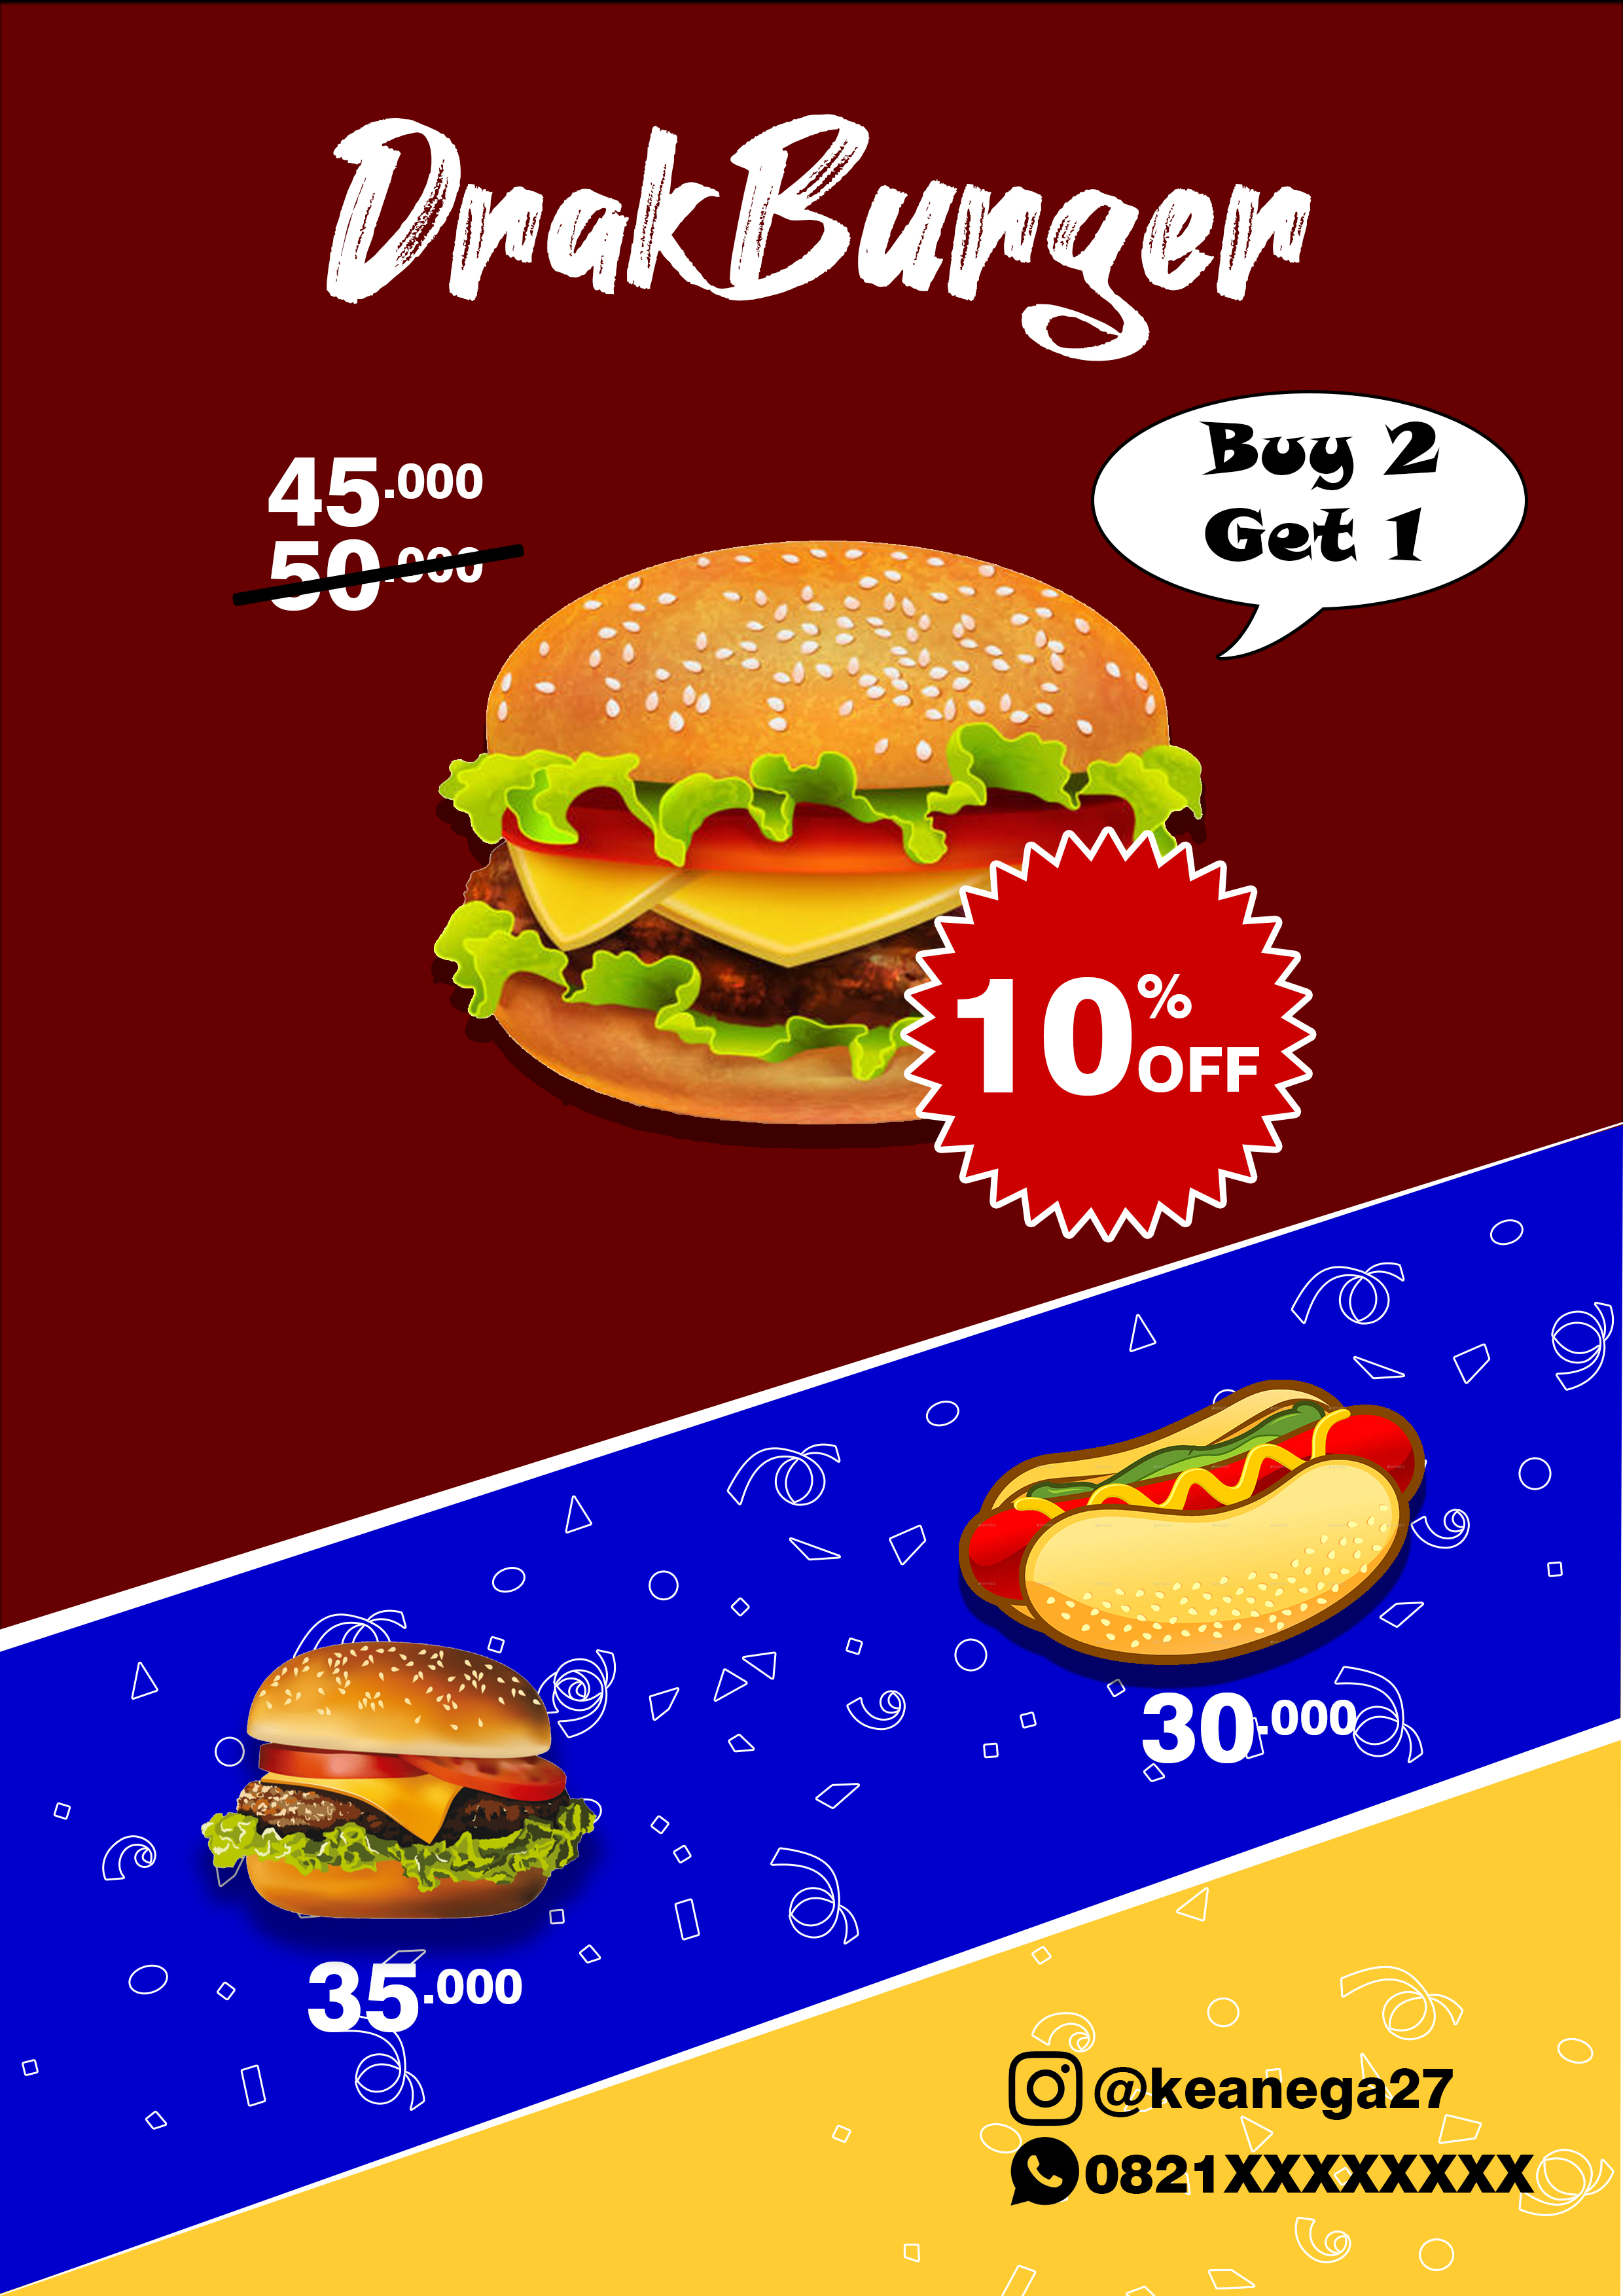 DrakBurger
Buy 2
Get 1
45.000
50.000
10%
OFF
30.000
35.000
@keanega27
0821XXXXXXXX